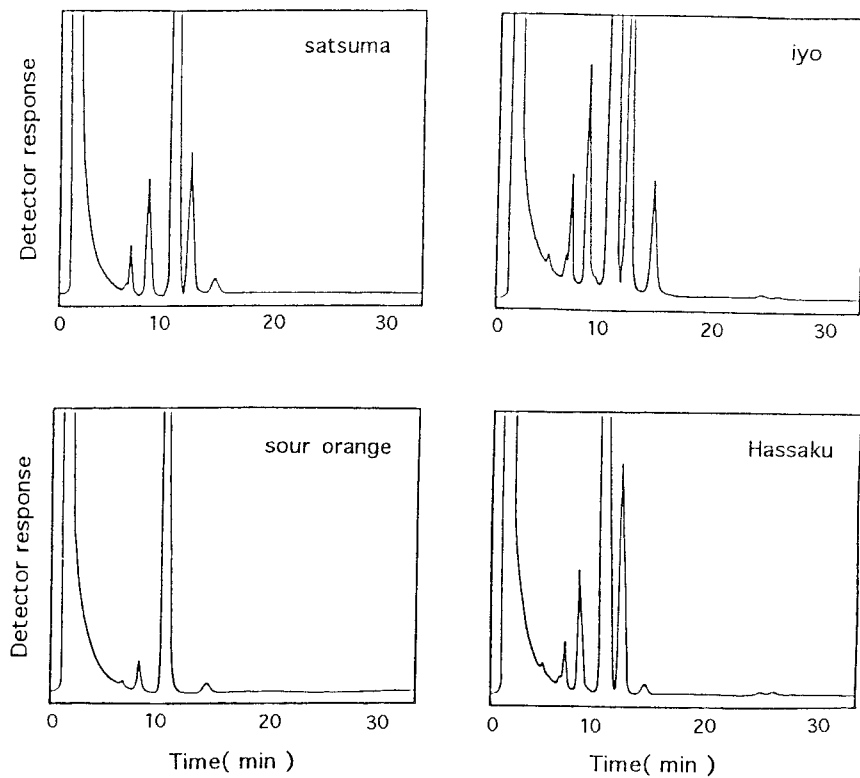 satsuma
Detector response
0 10 20 30
iyo
0 10 20 30
sour orange
Detector response
0 10 20 30
Time( min )
Hassaku
0 10 20 30
Time( min )